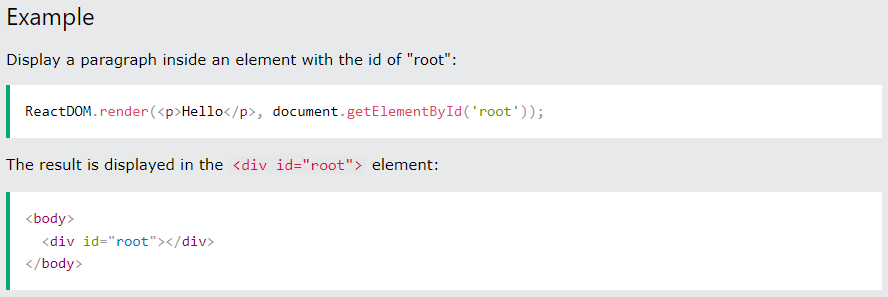 Example
Display a paragraph inside an element with the id of "root":
ReactDOM.render(<p>Hello</p>, document.getElementById('root'));
The result is displayed in the <div id="root"> element:
<body>
  <div id="root"></div>
</body>